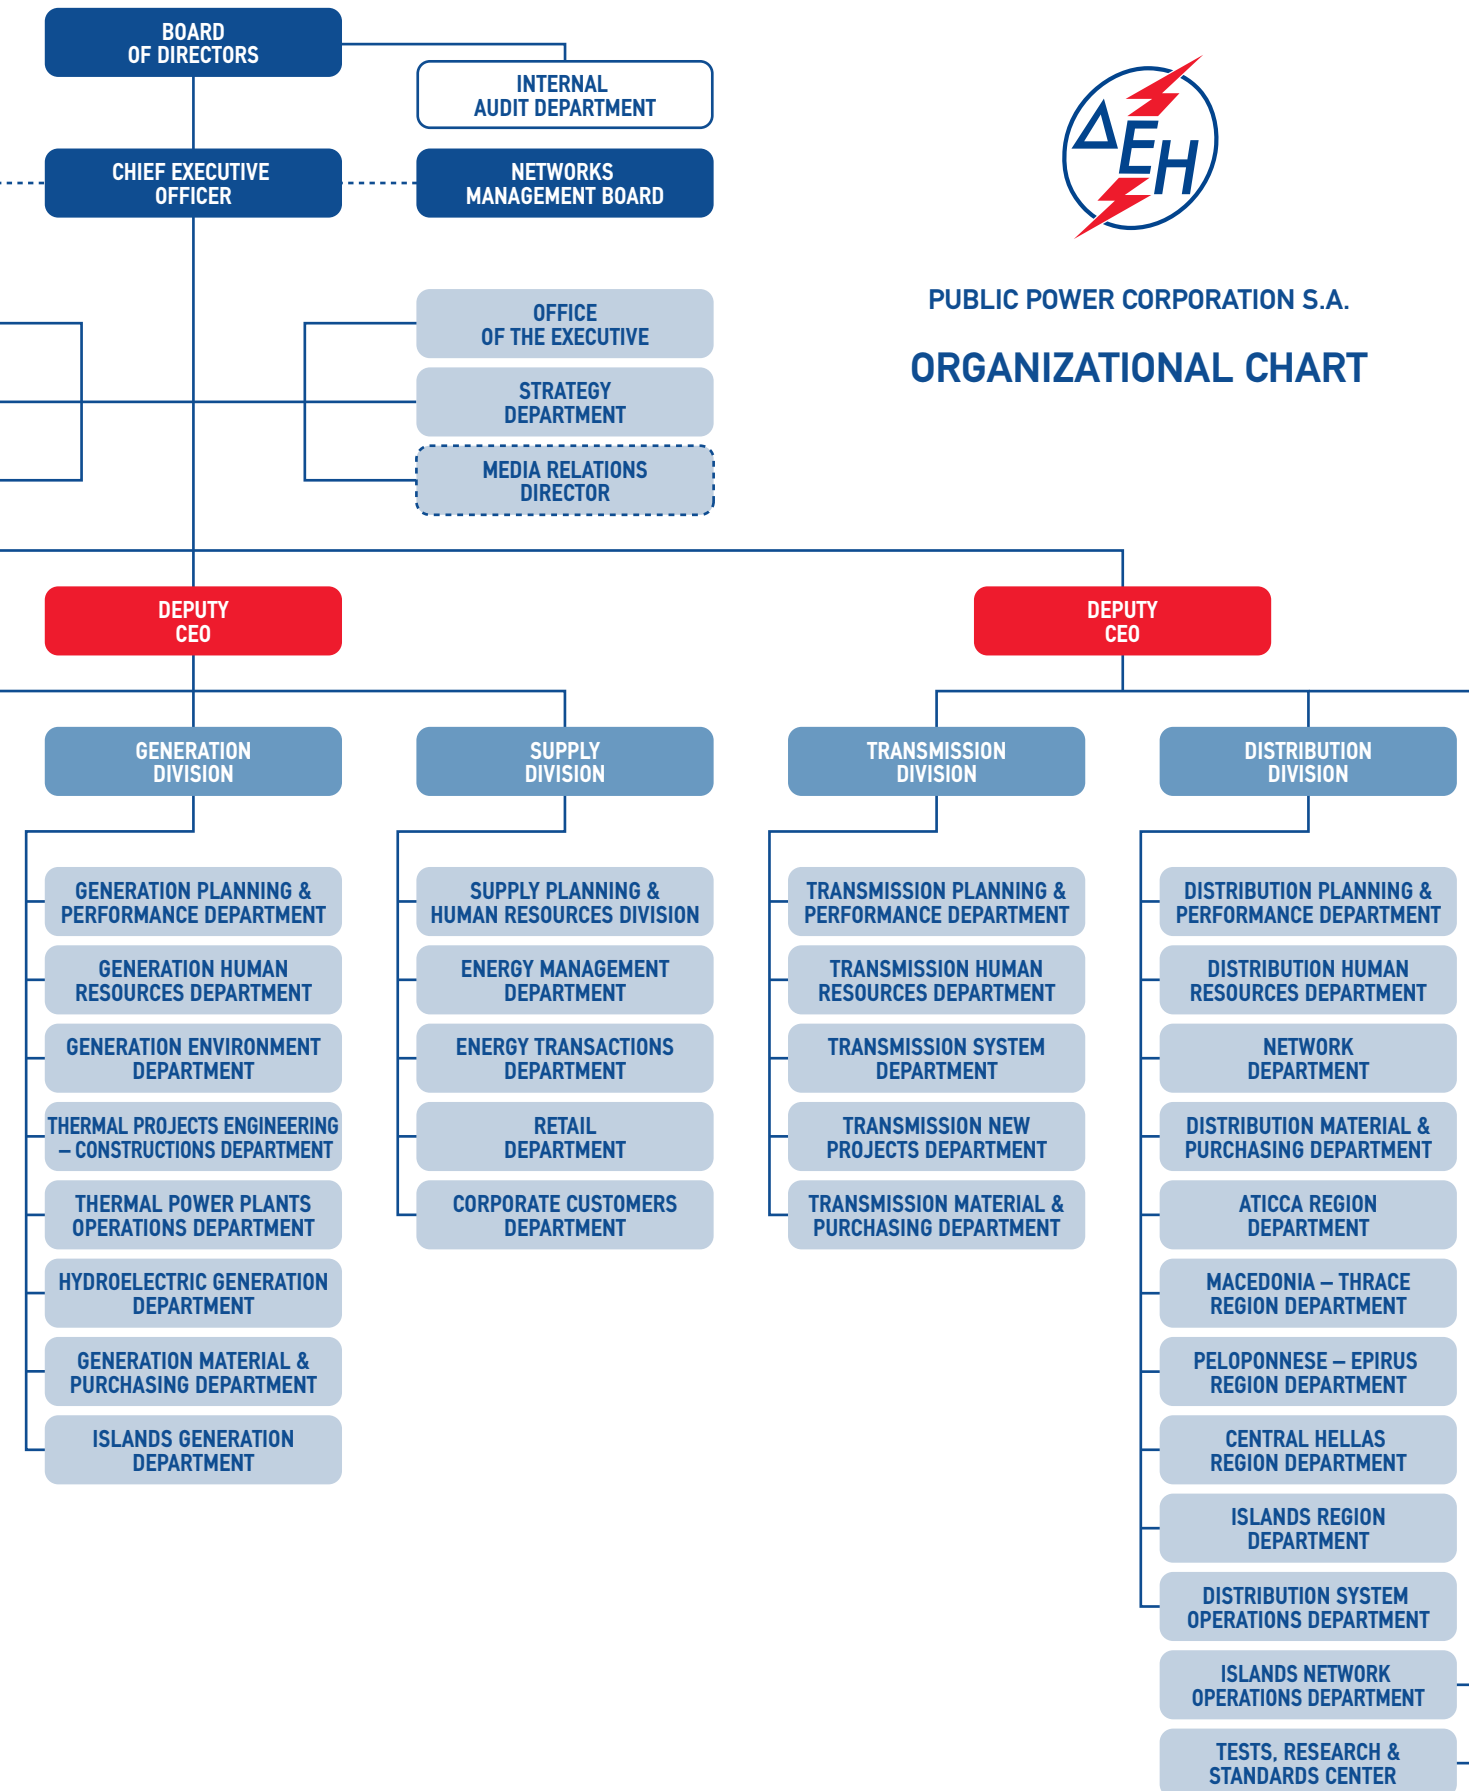 BOARD
OF DIRECTORS
INTERNAL
AUDIT DEPARTMENT
CHIEF EXECUTIVE
OFFICER
NETWORKS
MANAGEMENT BOARD
ΔEH
PUBLIC POWER CORPORATION S.A.
ORGANIZATIONAL CHART
OFFICE
OF THE EXECUTIVE
STRATEGY
DEPARTMENT
MEDIA RELATIONS
DIRECTOR
DEPUTY
CEO
DEPUTY
CEO
GENERATION
DIVISION
SUPPLY
DIVISION
TRANSMISSION
DIVISION
DISTRIBUTION
DIVISION
GENERATION PLANNING &
PERFORMANCE DEPARTMENT
GENERATION HUMAN
RESOURCES DEPARTMENT
GENERATION ENVIRONMENT
DEPARTMENT
THERMAL PROJECTS ENGINEERING
– CONSTRUCTIONS DEPARTMENT
THERMAL POWER PLANTS
OPERATIONS DEPARTMENT
HYDROELECTRIC GENERATION
DEPARTMENT
GENERATION MATERIAL &
PURCHASING DEPARTMENT
ISLANDS GENERATION
DEPARTMENT
SUPPLY PLANNING &
HUMAN RESOURCES DIVISION
ENERGY MANAGEMENT
DEPARTMENT
ENERGY TRANSACTIONS
DEPARTMENT
RETAIL
DEPARTMENT
CORPORATE CUSTOMERS
DEPARTMENT
TRANSMISSION PLANNING &
PERFORMANCE DEPARTMENT
TRANSMISSION HUMAN
RESOURCES DEPARTMENT
TRANSMISSION SYSTEM
DEPARTMENT
TRANSMISSION NEW
PROJECTS DEPARTMENT
TRANSMISSION MATERIAL &
PURCHASING DEPARTMENT
DISTRIBUTION PLANNING &
PERFORMANCE DEPARTMENT
DISTRIBUTION HUMAN
RESOURCES DEPARTMENT
NETWORK
DEPARTMENT
DISTRIBUTION MATERIAL &
PURCHASING DEPARTMENT
ATICCA REGION
DEPARTMENT
MACEDONIA – THRACE
REGION DEPARTMENT
PELOPONNESE – EPIRUS
REGION DEPARTMENT
CENTRAL HELLAS
REGION DEPARTMENT
ISLANDS REGION
DEPARTMENT
DISTRIBUTION SYSTEM
OPERATIONS DEPARTMENT
ISLANDS NETWORK
OPERATIONS DEPARTMENT
TESTS, RESEARCH &
STANDARDS CENTER